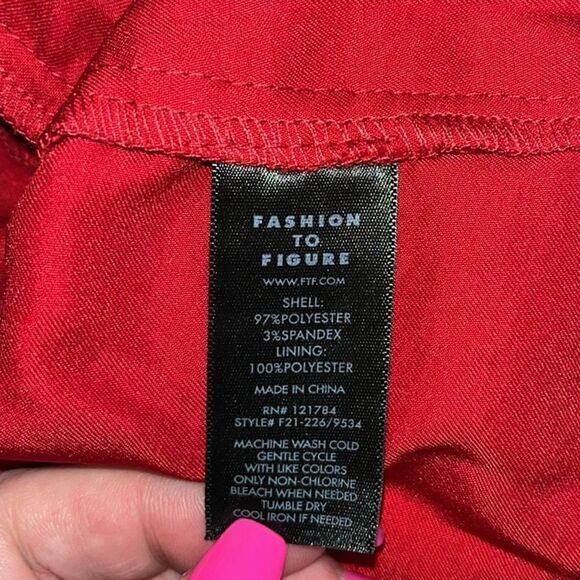 FASHION
TO
FIGURE
WWW.FTF.COM
SHELL:
97%POLYESTER
3%SPANDEX
LINING:
100%POLYESTER
MADE IN CHINA
RN# 121784
STYLE# F21-226/9534
MACHINE WASH COLD
GENTLE CYCLE
WITH LIKE COLORS
ONLY NON-CHLORINE
BLEACH WHEN NEEDED
TUMBLE DRY
COOL IRON IF NEEDED